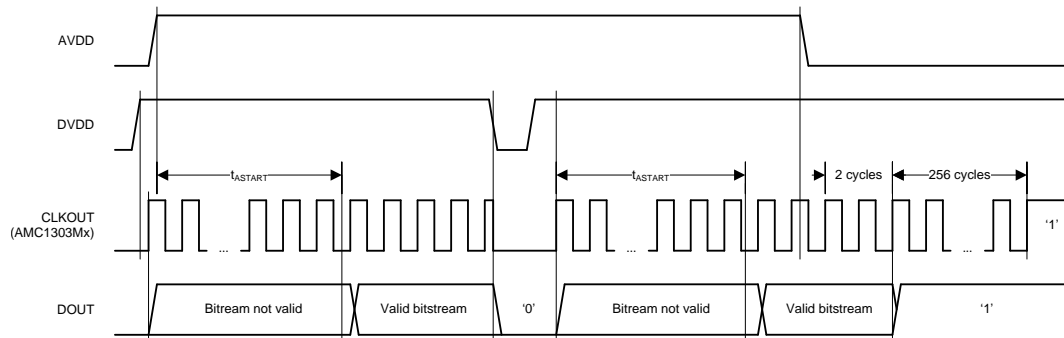 AVDD
DVDD
tASTART
tASTART
2 cycles
256 cycles
CLKOUT
(AMC1303Mx)
...
...
...
'1'
DOUT
Bitream not valid
Valid bitstream
'0'
Bitream not valid
Valid bitstream
'1'